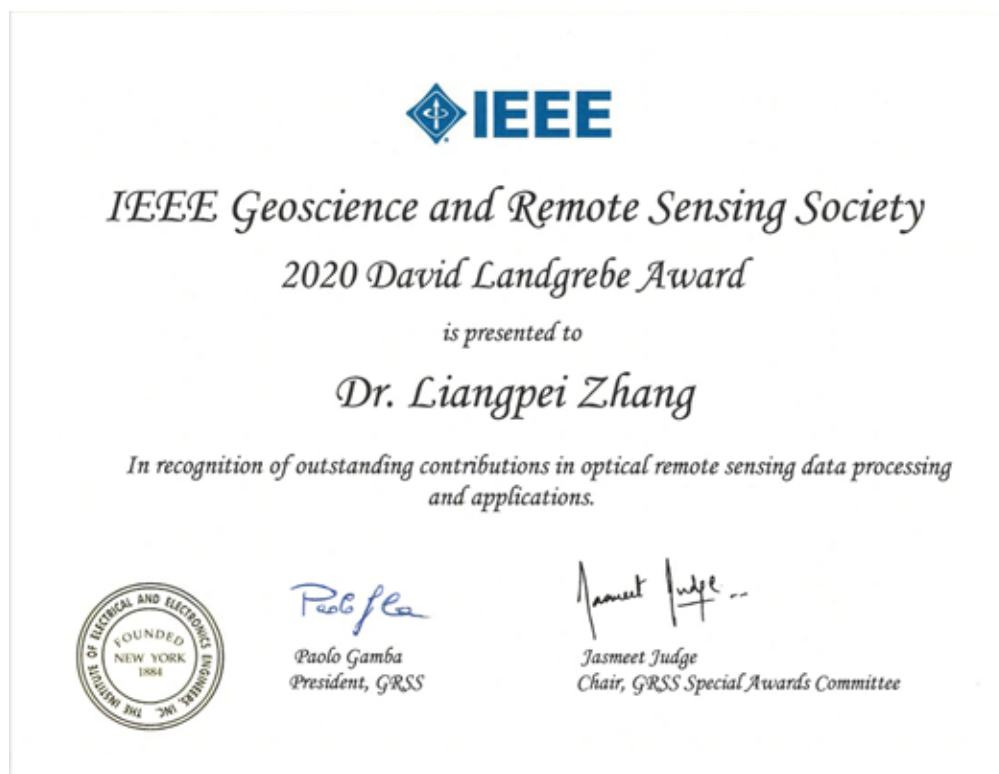 IEEE
IEEE Geoscience and Remote Sensing Society
2020 David Landgrebe Award
is presented to
Dr. Liangpei Zhang
In recognition of outstanding contributions in optical remote sensing data processing
and applications.
THE INSTITUTE OF ELECTRICAL AND ELECTRONICS ENGINEERS, INC.
FOUNDED
NEW YORK
1884
Jasmeet Judge
Paolo Gamba
President, GRSS
Jasmeet Judge
Chair, GRSS Special Awards Committee